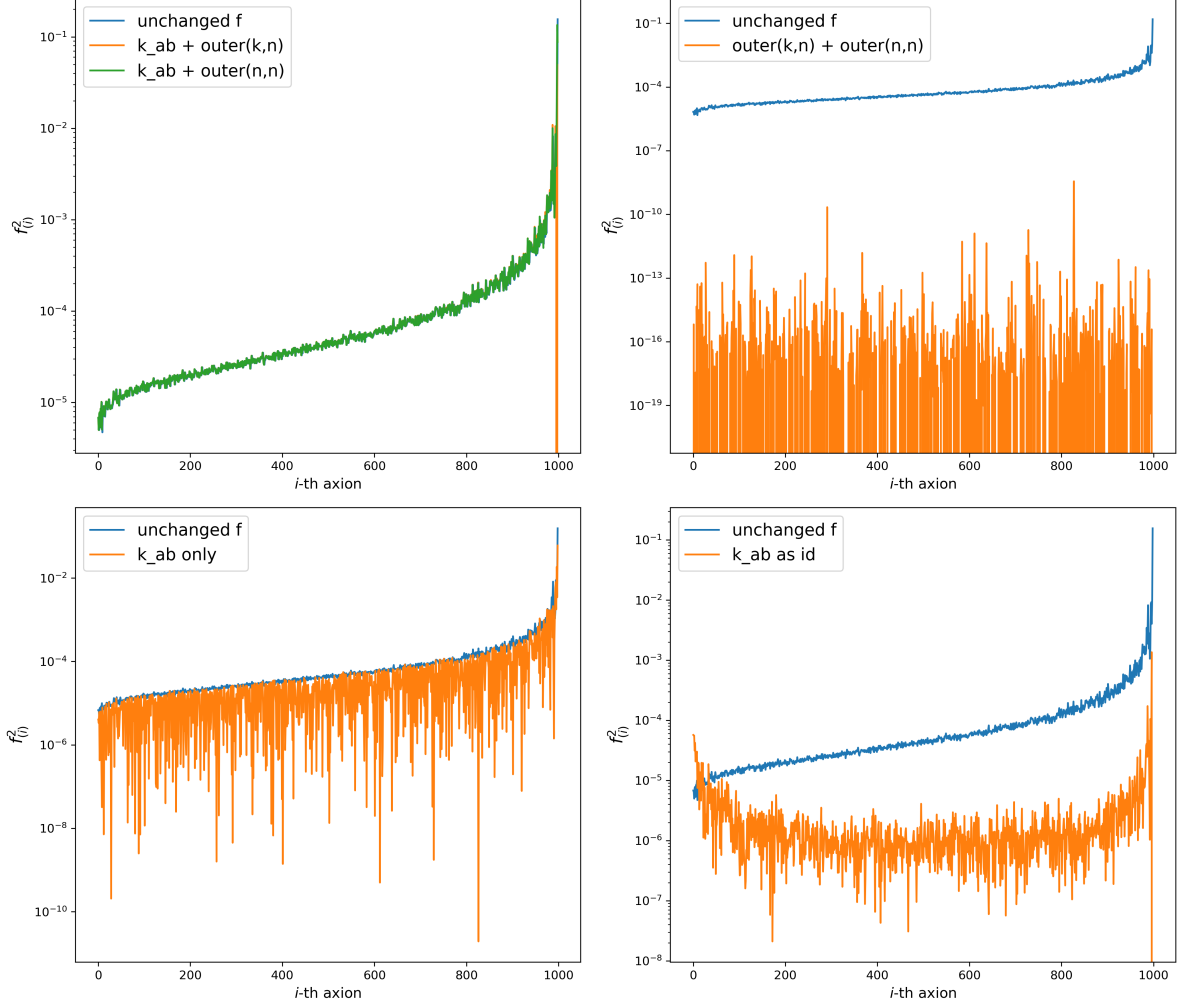 unchanged f
k_ab + outer(k,n)
k_ab + outer(n,n)
10⁻¹
10⁻²
10⁻³
10⁻⁴
10⁻⁵
f²₍ᵢ₎
0 200 400 600 800 1000
i-th axion
unchanged f
outer(k,n) + outer(n,n)
10⁻¹
10⁻⁴
10⁻⁷
10⁻¹⁰
10⁻¹³
10⁻¹⁶
10⁻¹⁹
f²₍ᵢ₎
0 200 400 600 800 1000
i-th axion
unchanged f
k_ab only
10⁻²
10⁻⁴
10⁻⁶
10⁻⁸
10⁻¹⁰
f²₍ᵢ₎
0 200 400 600 800 1000
i-th axion
unchanged f
k_ab as id
10⁻¹
10⁻²
10⁻³
10⁻⁴
10⁻⁵
10⁻⁶
10⁻⁷
10⁻⁸
f²₍ᵢ₎
0 200 400 600 800 1000
i-th axion